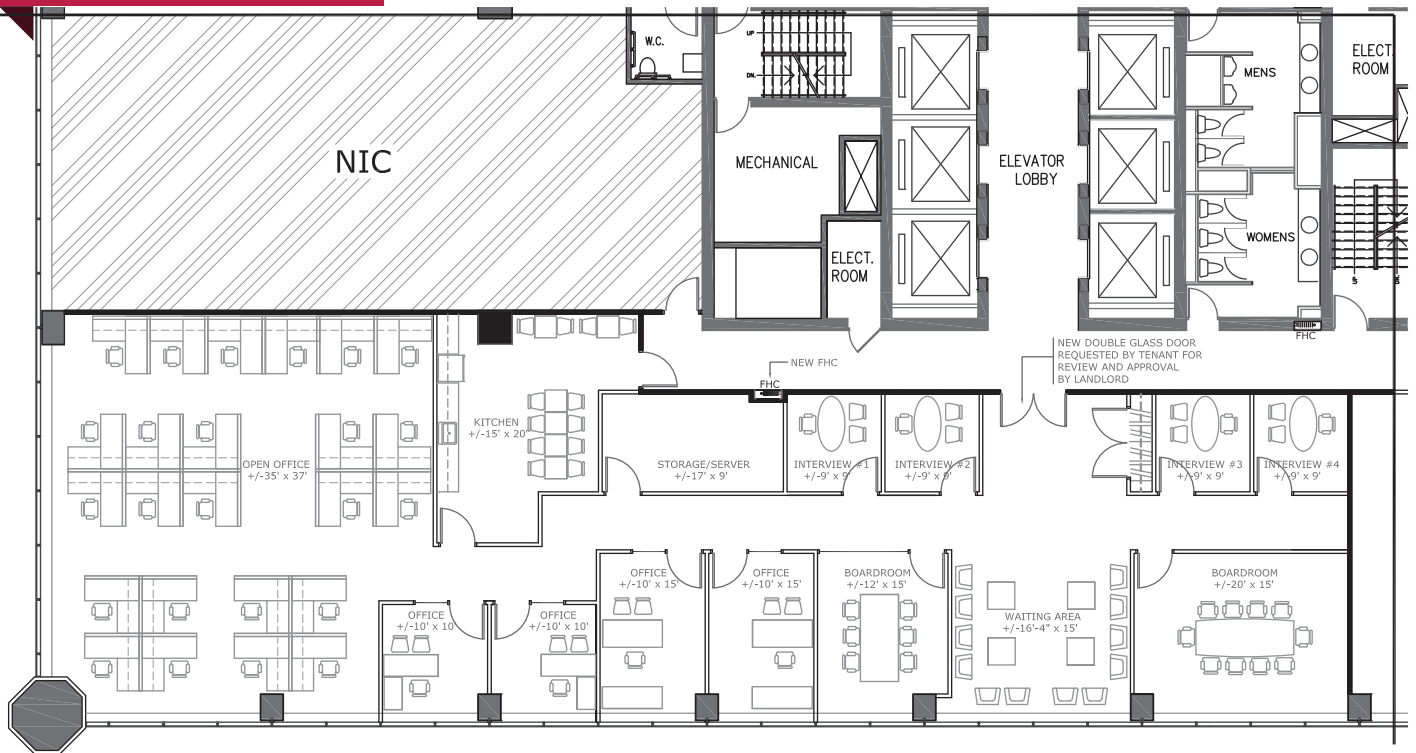 W.C.
UP
DN.
MENS
ELECT.
ROOM
NIC
MECHANICAL
ELEVATOR
LOBBY
WOMENS
ELECT.
ROOM
UP
DN.
FHC
NEW DOUBLE GLASS DOOR
REQUESTED BY TENANT FOR
REVIEW AND APPROVAL
BY LANDLORD
NEW FHC
FHC
KITCHEN
+/-15' x 20'
OPEN OFFICE
+/-35' x 37'
STORAGE/SERVER
+/-17' x 9'
INTERVIEW #1
+/-9' x 9'
INTERVIEW #2
+/-9' x 9'
INTERVIEW #3
+/-9' x 9'
INTERVIEW #4
+/-9' x 9'
OFFICE
+/-10' x 15'
OFFICE
+/-10' x 15'
BOARDROOM
+/-12' x 15'
BOARDROOM
+/-20' x 15'
OFFICE
+/-10' x 10'
OFFICE
+/-10' x 10'
WAITING AREA
+/-16'-4" x 15'